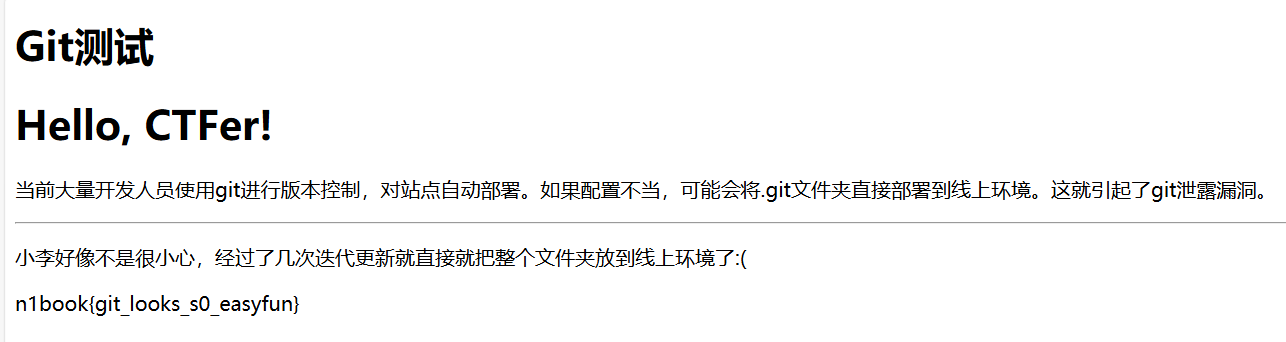 Git测试
Hello, CTFer!
当前大量开发人员使用git进行版本控制，对站点自动部署。如果配置不当，可能会将.git文件夹直接部署到线上环境。这就引起了git泄露漏洞。
小李好像不是很小心，经过了几次迭代更新就直接就把整个文件夹放到线上环境了:(
n1book{git_looks_s0_easyfun}